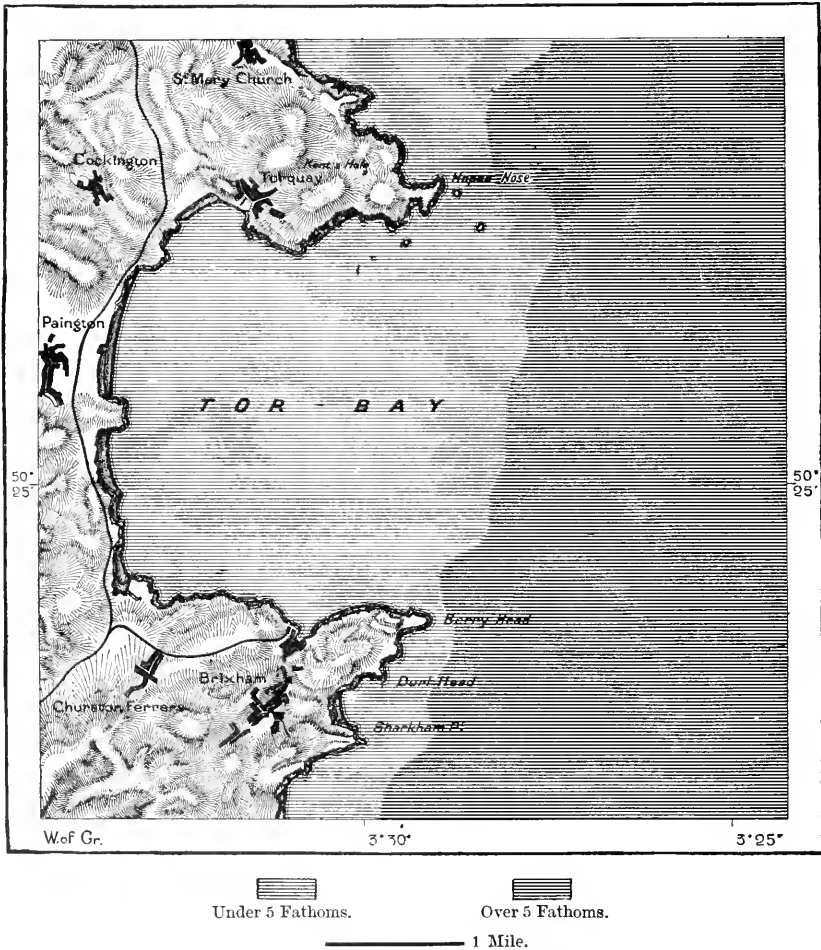 St. Mary Church
Cockington
Kent's Hole
Torquay
Hopes Nose
Paington
TOR-BAY
50°
25'
50°
25'
Berry Head
Durl Head
Brixham
Churston Ferrers
Sharkham Pt.
W. of Gr.
3°30'
3°25'
Under 5 Fathoms.
Over 5 Fathoms.
1 Mile.